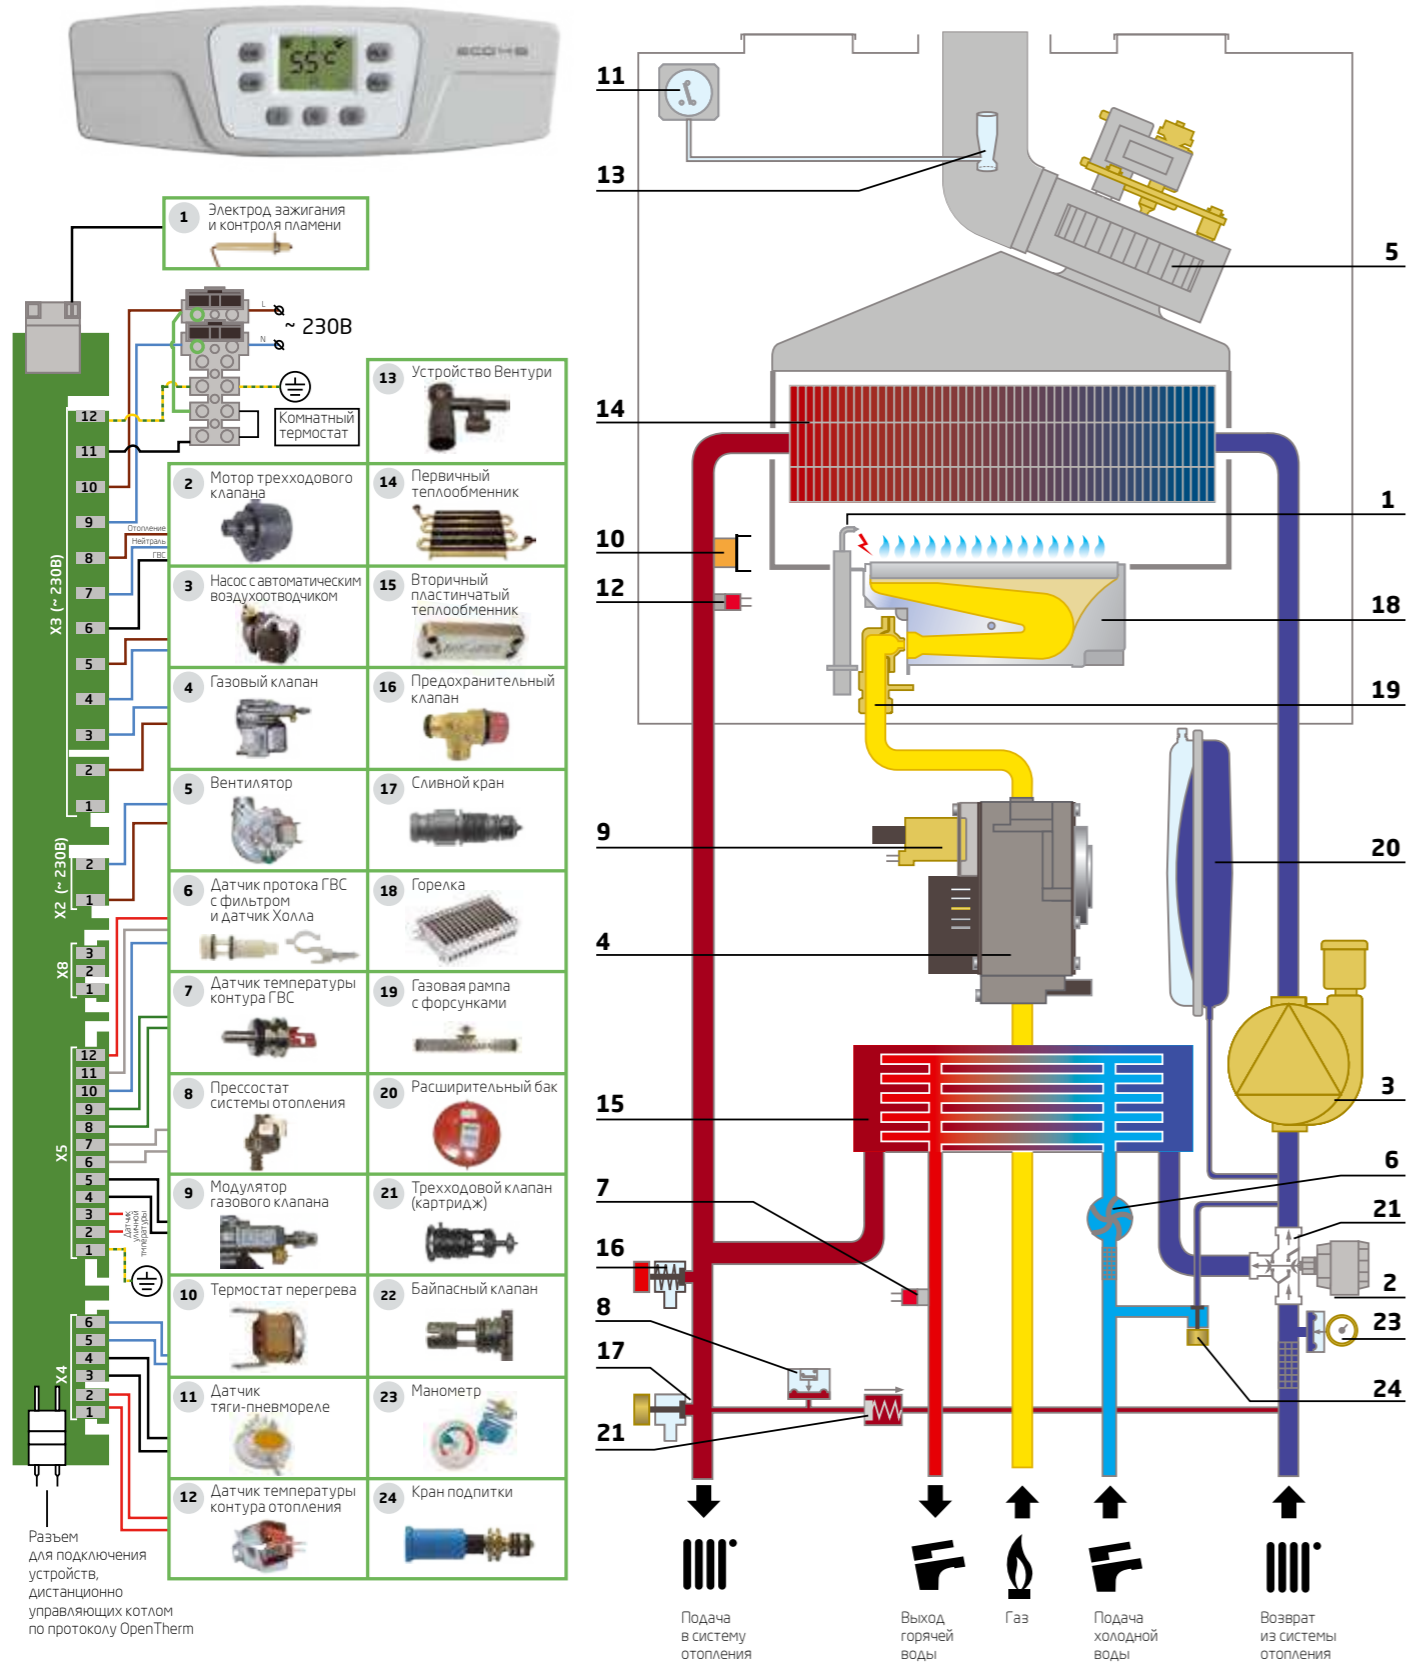 55°C
ECO 4s
1
Электрод зажигания
и контроля пламени
L
~ 230В
N
Комнатный
термостат
12
11
10
9
8
7
6
5
4
3
2
1
X3 (~ 230В)
Отопление
Нейтраль
ГВС
2
1
X2 (~ 230В)
3
2
1
X8
12
11
10
9
8
7
6
5
4
3
2
1
X5
Датчик
уличной
температуры
6
5
4
3
2
1
X4
Разъем
для подключения
устройств,
дистанционно
управляющих котлом
по протоколу OpenTherm
13
Устройство Вентури
2
Мотор трехходового
клапана
14
Первичный
теплообменник
3
Насос с автоматическим
воздухоотводчиком
15
Вторичный
пластинчатый
теплообменник
4
Газовый клапан
16
Предохранительный
клапан
5
Вентилятор
17
Сливной кран
6
Датчик протока ГВС
с фильтром
и датчик Холла
18
Горелка
7
Датчик температуры
контура ГВС
19
Газовая рампа
с форсунками
8
Прессостат
системы отопления
20
Расширительный бак
9
Модулятор
газового клапана
21
Трехходовой клапан
(картридж)
10
Термостат перегрева
22
Байпасный клапан
11
Датчик
тяги-пневмореле
23
Манометр
12
Датчик температуры
контура отопления
24
Кран подпитки
11
13
5
14
1
10
12
18
19
9
20
4
3
15
6
7
21
16
2
8
23
17
24
21
Подача
в систему
отопления
Выход
горячей
воды
Газ
Подача
холодной
воды
Возврат
из системы
отопления